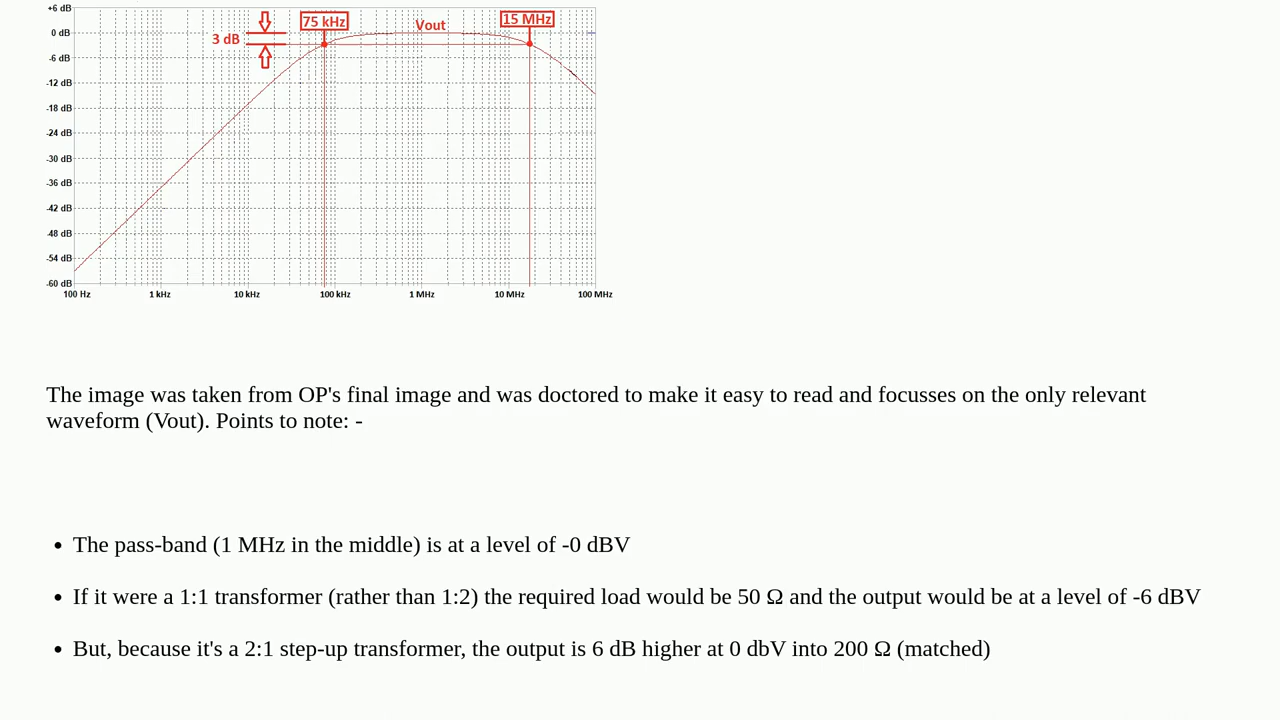 +6 dB
75 kHz
15 MHz
Vout
0 dB
3 dB
-6 dB
-12 dB
-18 dB
-24 dB
-30 dB
-36 dB
-42 dB
-48 dB
-54 dB
-60 dB
100 Hz 1 kHz 10 kHz 100 kHz 1 MHz 10 MHz 100 MHz
The image was taken from OP's final image and was doctored to make it easy to read and focusses on the only relevant
waveform (Vout). Points to note: -
• The pass-band (1 MHz in the middle) is at a level of -0 dBV
• If it were a 1:1 transformer (rather than 1:2) the required load would be 50 Ω and the output would be at a level of -6 dBV
• But, because it's a 2:1 step-up transformer, the output is 6 dB higher at 0 dbV into 200 Ω (matched)